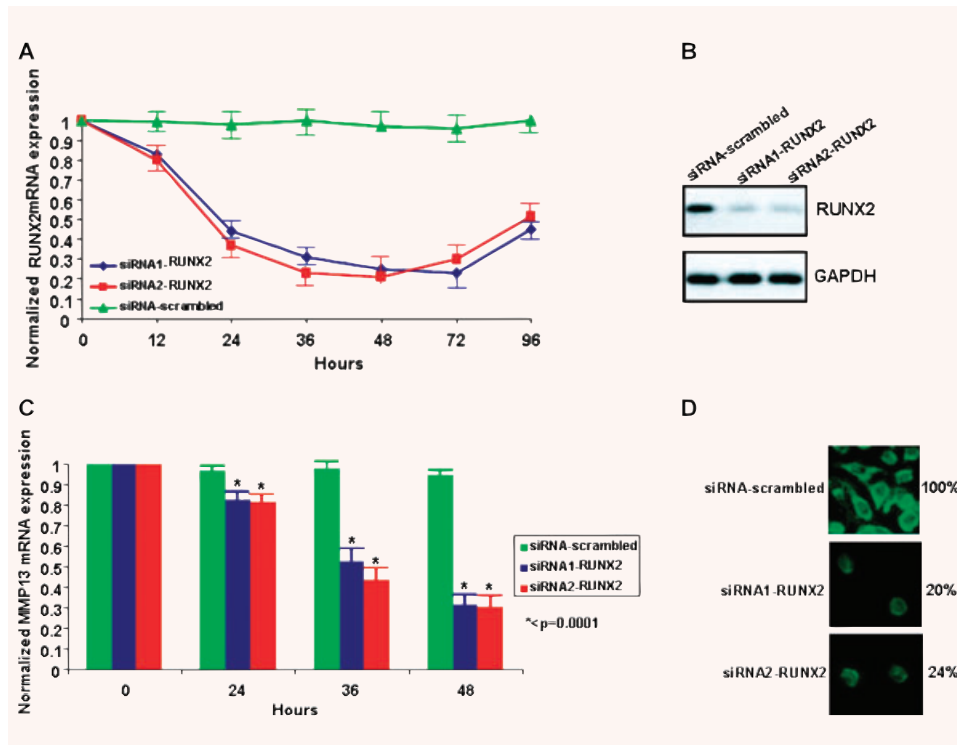 A
Normalized RUNX2mRNA expression
1
0.9
0.8
0.7
0.6
0.5
0.4
0.3
0.2
0.1
0
siRNA1-RUNX2
siRNA2-RUNX2
siRNA-scrambled
0 12 24 36 48 72 96
Hours
B
siRNA-scrambled
siRNA1-RUNX2
siRNA2-RUNX2
RUNX2
GAPDH
C
Normalized MMP13 mRNA expression
1
0.9
0.8
0.7
0.6
0.5
0.4
0.3
0.2
0.1
0
* *
* *
* *
0 24 36 48
Hours
siRNA-scrambled
siRNA1-RUNX2
siRNA2-RUNX2
*<p=0.0001
D
siRNA-scrambled 100%
siRNA1-RUNX2 20%
siRNA2-RUNX2 24%